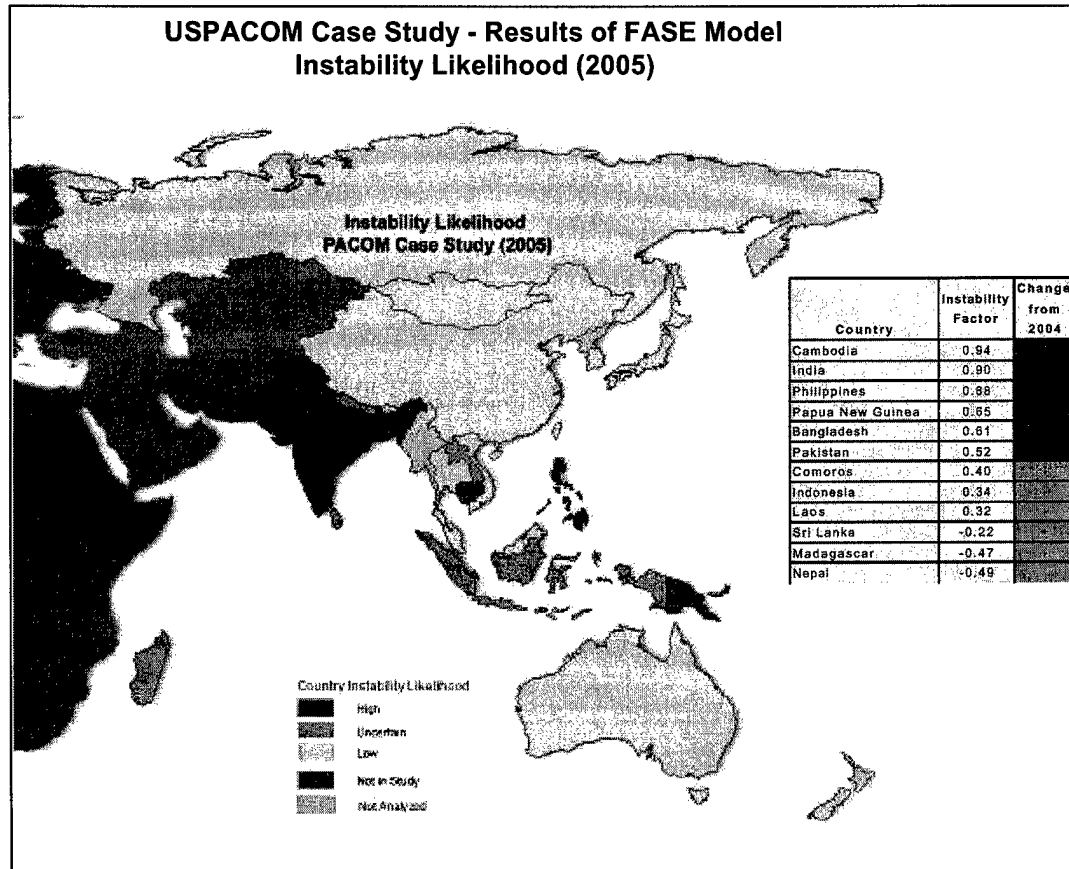 USPACOM Case Study - Results of FASE Model
Instability Likelihood (2005)
Instability Likelihood
PACOM Case Study (2005)
Country Instability Factor Change from 2004
Cambodia 0.94
India 0.90
Philippines 0.68
Papua New Guinea 0.65
Bangladesh 0.61
Pakistan 0.52
Comoros 0.40
Indonesia 0.34
Laos 0.32
Sri Lanka -0.22
Madagascar -0.47
Nepal -0.49
Country Instability Likelihood
High
Uncertain
Low
Not in Study
Not Analyzed